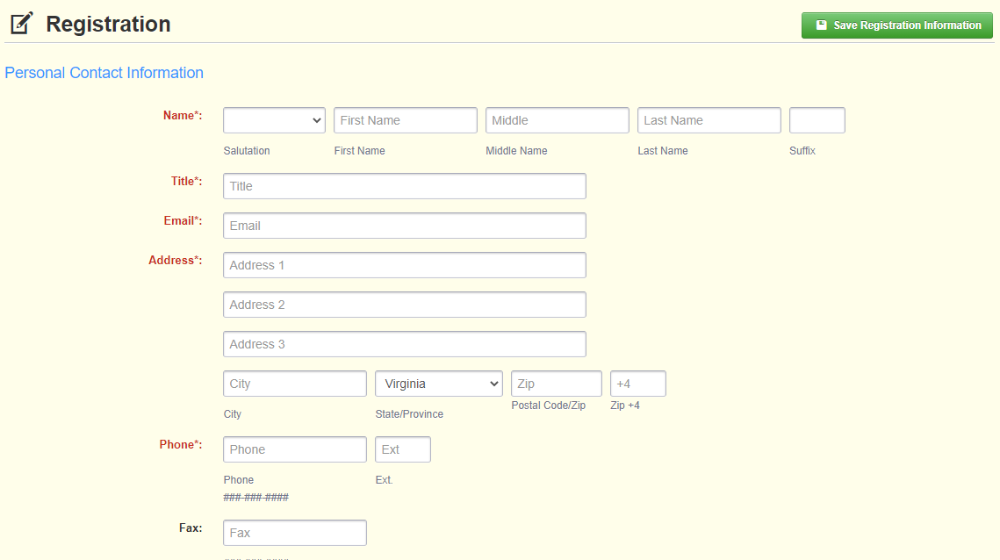 Registration
Save Registration Information
Personal Contact Information
Name*:
First Name
Middle
Last Name
Salutation
First Name
Middle Name
Last Name
Suffix
Title*:
Title
Email*:
Email
Address*:
Address 1
Address 2
Address 3
City
Virginia
Zip
+4
City
State/Province
Postal Code/Zip
Zip +4
Phone*:
Phone
Ext
Phone
Ext.
###-###-####
Fax:
Fax